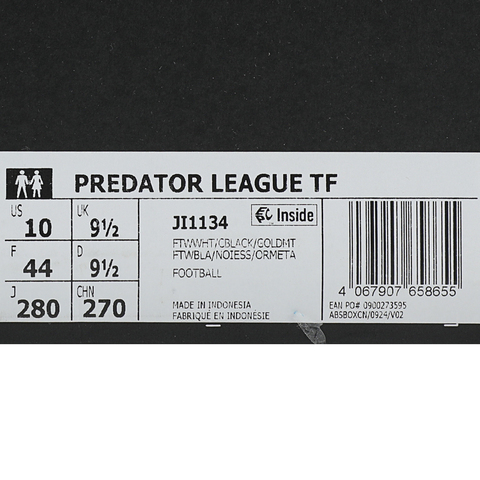 PREDATOR LEAGUE TF
US 10
UK 9½
F 44
D 9½
J 280
CHN 270
JI1134
Inside
FTWWHT/CBLACK/GOLDMT
FTWBLA/NOIESS/ORMETA
FOOTBALL
MADE IN INDONESIA
FABRIQUE EN INDONÉSIE
4 067907 658655
EAN PO# 0900273595
ABSBOXCN/0924/V02